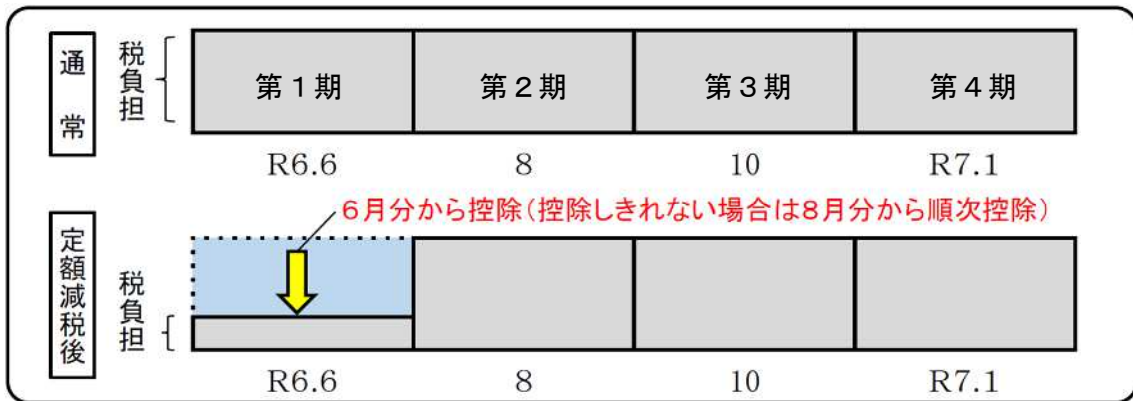 通常
税負担
第１期
第２期
第３期
第４期
R6.6
8
10
R7.1
６月分から控除（控除しきれない場合は８月分から順次控除）
定額減税後
税負担
R6.6
8
10
R7.1